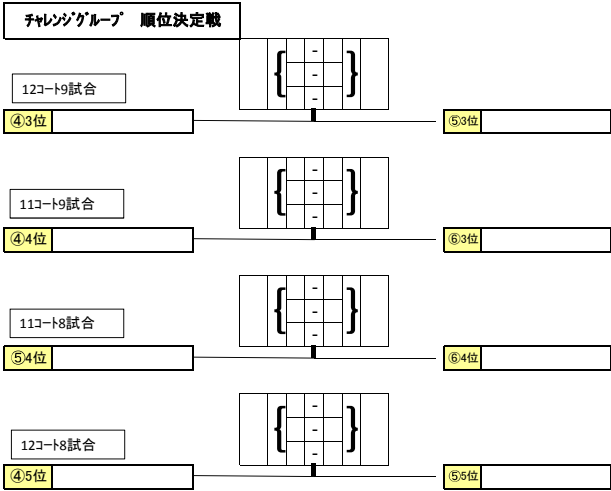 ﾁｬﾚﾝｼﾞｸﾞﾙｰﾌﾟ　順位決定戦
-
{ - }
-
12ｺｰﾄ9試合
④3位 ⑤3位
-
{ - }
-
11ｺｰﾄ9試合
④4位 ⑥3位
-
{ - }
-
11ｺｰﾄ8試合
⑤4位 ⑥4位
-
{ - }
-
12ｺｰﾄ8試合
④5位 ⑤5位